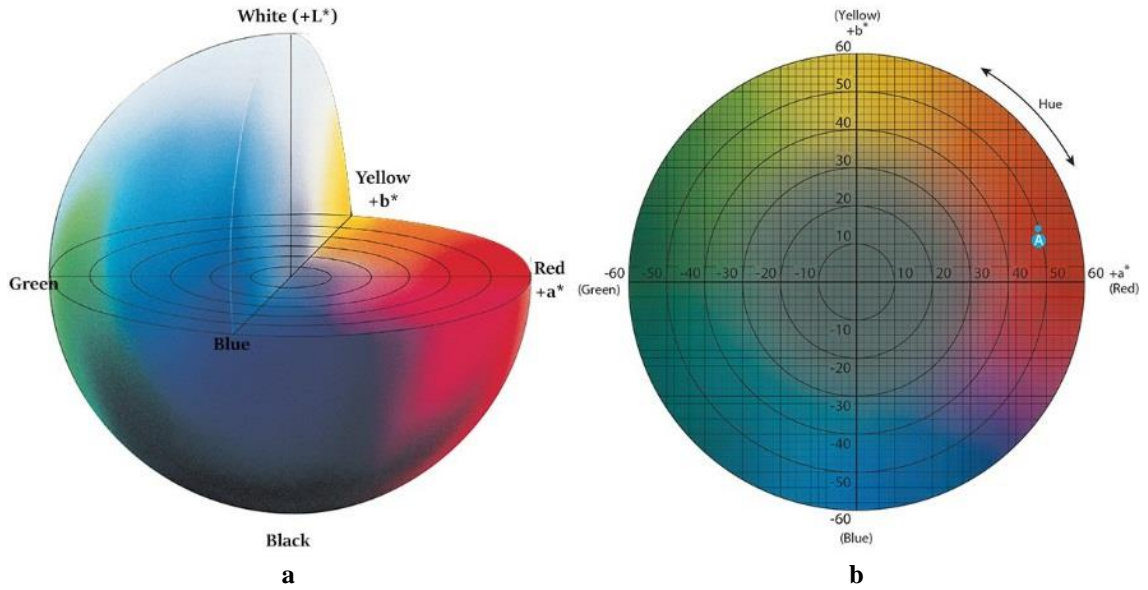 White (+L*)
Yellow
+b*
Green
Red
+a*
Blue
Black
a
(Yellow)
+b*
60
50
40
30
20
10
Hue
A
-60 -50 -40 -30 -20 -10 10 20 30 40 50 60 +a*
(Green)
(Red)
-10
-20
-30
-40
-50
-60
(Blue)
b